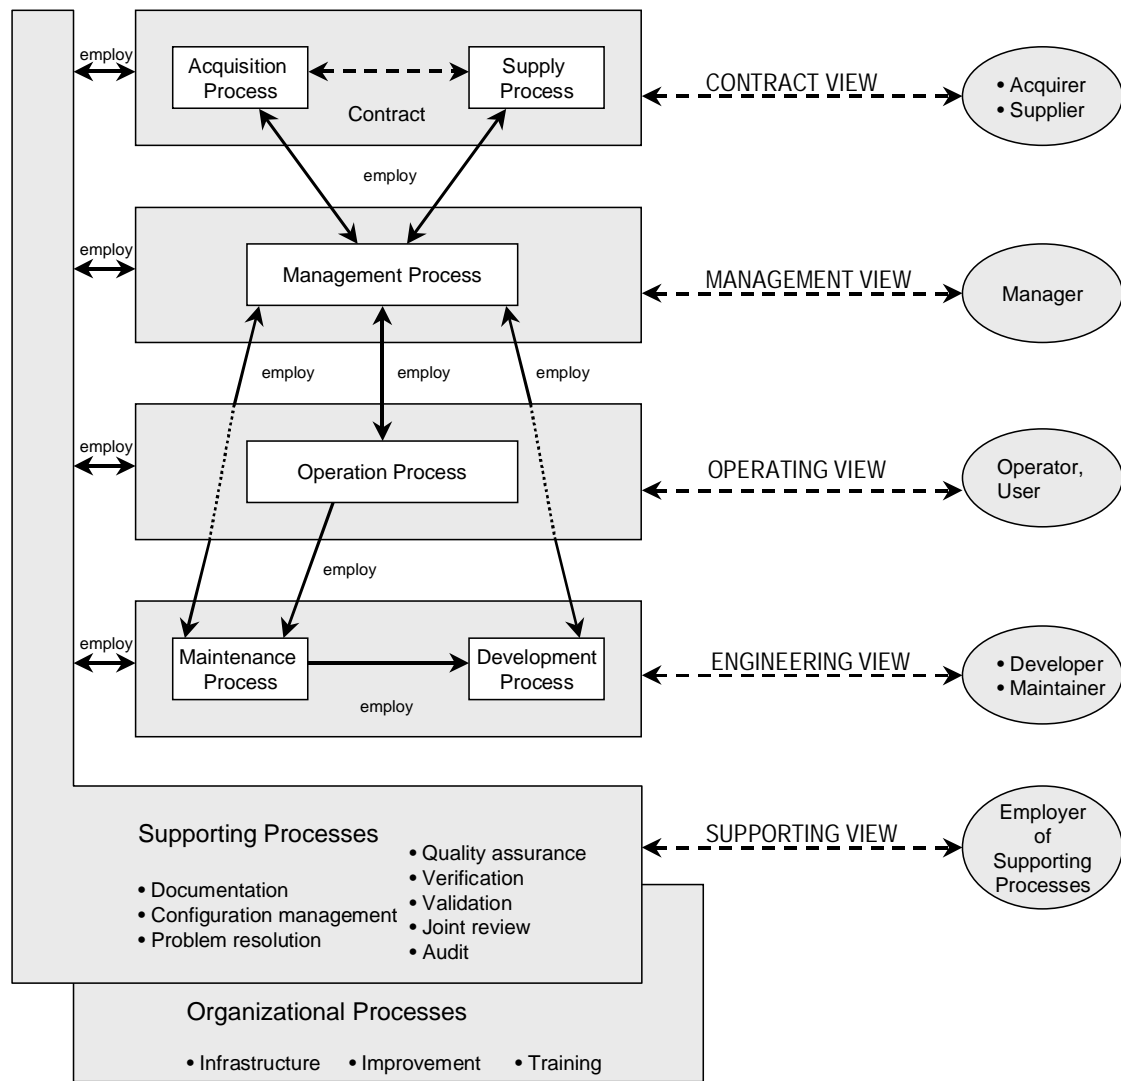 employ
Acquisition
Process
Supply
Process
Contract
CONTRACT VIEW
• Acquirer
• Supplier
employ
employ
Management Process
MANAGEMENT VIEW
Manager
employ
employ
employ
employ
Operation Process
OPERATING VIEW
Operator,
User
employ
employ
Maintenance
Process
Development
Process
employ
ENGINEERING VIEW
• Developer
• Maintainer
Supporting Processes
• Documentation
• Configuration management
• Problem resolution
• Quality assurance
• Verification
• Validation
• Joint review
• Audit
SUPPORTING VIEW
Employer
of
Supporting
Processes
Organizational Processes
• Infrastructure • Improvement • Training